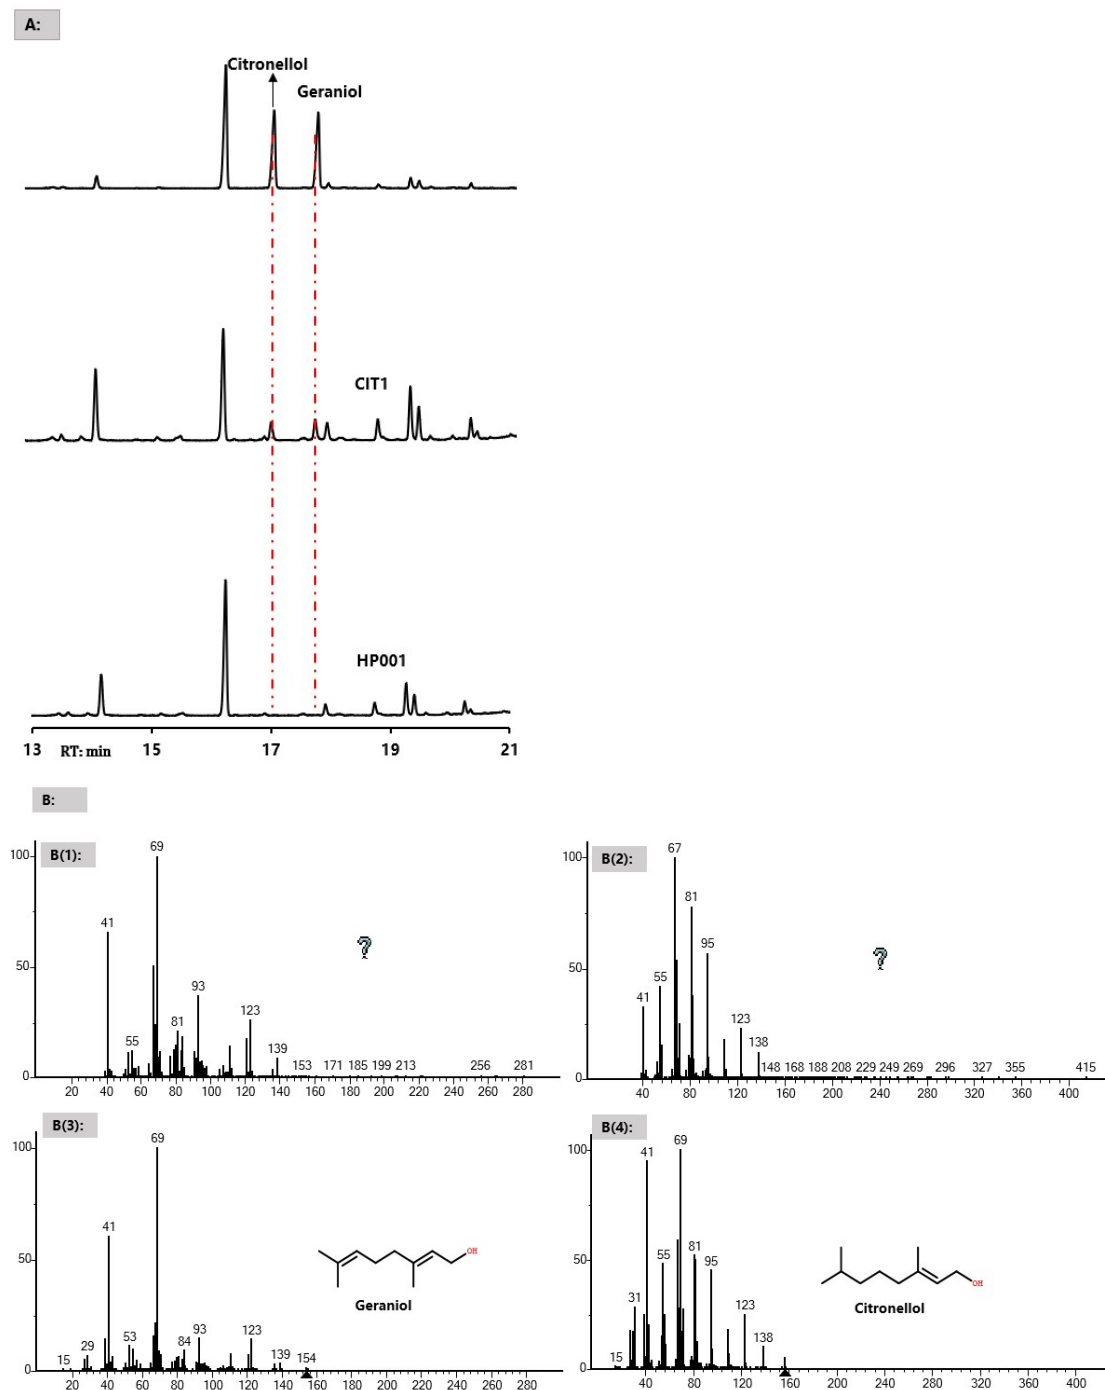 A:
Citronellol
Geraniol
CIT1
HP001
13 15 17 19 21
RT: min
B:
B(1):
100
50
0
41 55 69 81 93 123 139 153 171 185 199 213 256 281
20 40 60 80 100 120 140 160 180 200 220 240 260 280
?
B(2):
100
50
0
41 55 67 81 95 123 138 148 168 188 208 229 249 269 296 327 355 415
40 80 120 160 200 240 280 320 360 400
?
B(3):
100
50
0
15 29 41 53 69 84 93 123 139 154
20 40 60 80 100 120 140 160 180 200 220 240 260 280
OH
Geraniol
B(4):
100
50
0
31 41 55 69 81 95 123 138
40 80 120 160 200 240 280 320 360 400
OH
Citronellol